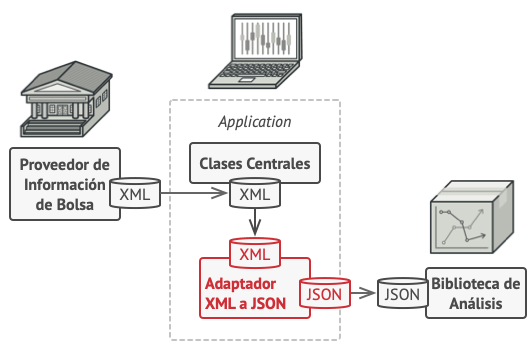 Application
Proveedor de
Información
de Bolsa
XML
Clases Centrales
XML
XML
Adaptador
XML a JSON
JSON
JSON
Biblioteca de
Análisis